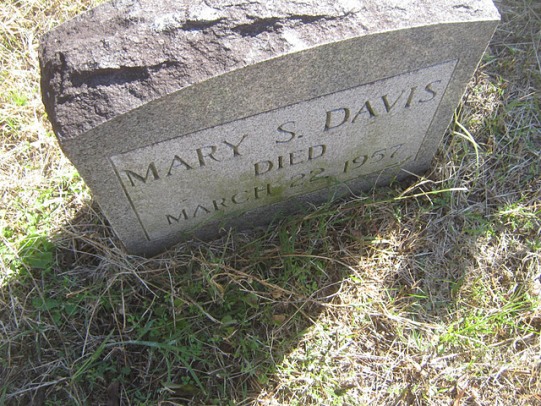 MARY S. DAVIS
DIED
MARCH 22, 1957